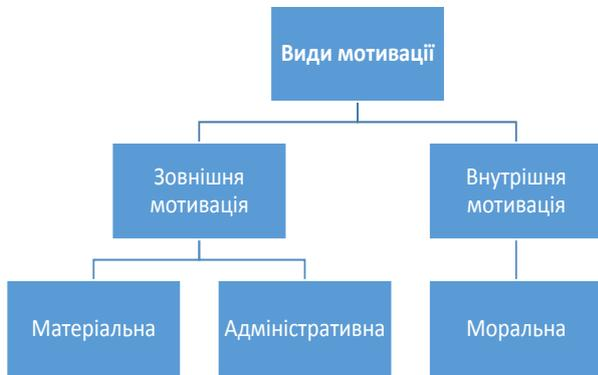 Види мотивації
Зовнішня
мотивація
Внутрішня
мотивація
Матеріальна
Адміністративна
Моральна